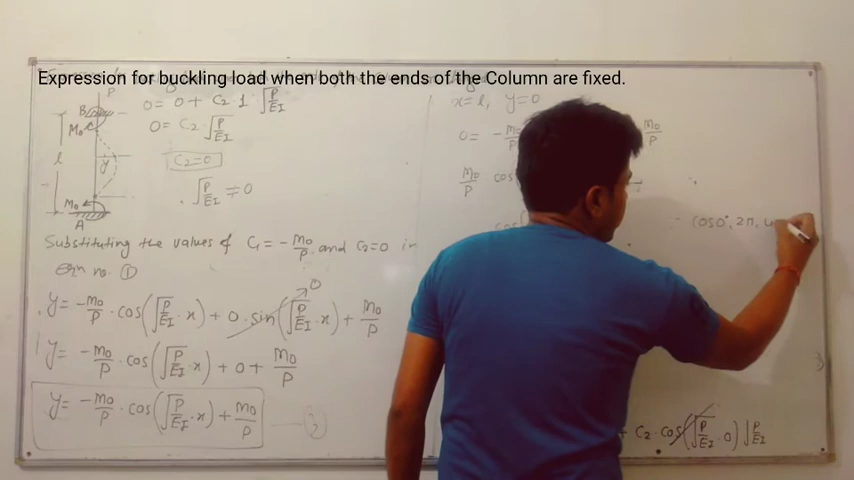 Expression for buckling load when both the ends of the Column are fixed.
P
B
M₀
l
y
M₀
A
0 = 0 + C₂ · 1 · √(P/EI)
0 = C₂ √(P/EI)
C₂=0
√(P/EI) ≠ 0
Substituting the values of C₁ = -M₀/P and C₂=0 in
Eqn no. ①
y = -M₀/P · cos(√(P/EI) · x) + 0 · sin(√(P/EI) · x) + M₀/P
0
y = -M₀/P · cos(√(P/EI) · x) + 0 + M₀/P
y = -M₀/P · cos(√(P/EI) · x) + M₀/P — ③
x = l, y = 0
0 = -M₀/P M₀/P
M₀/P cos
cos( cos0°, 2π,
+ C₂ · cos(√(P/EI) · 0) √(P/EI)